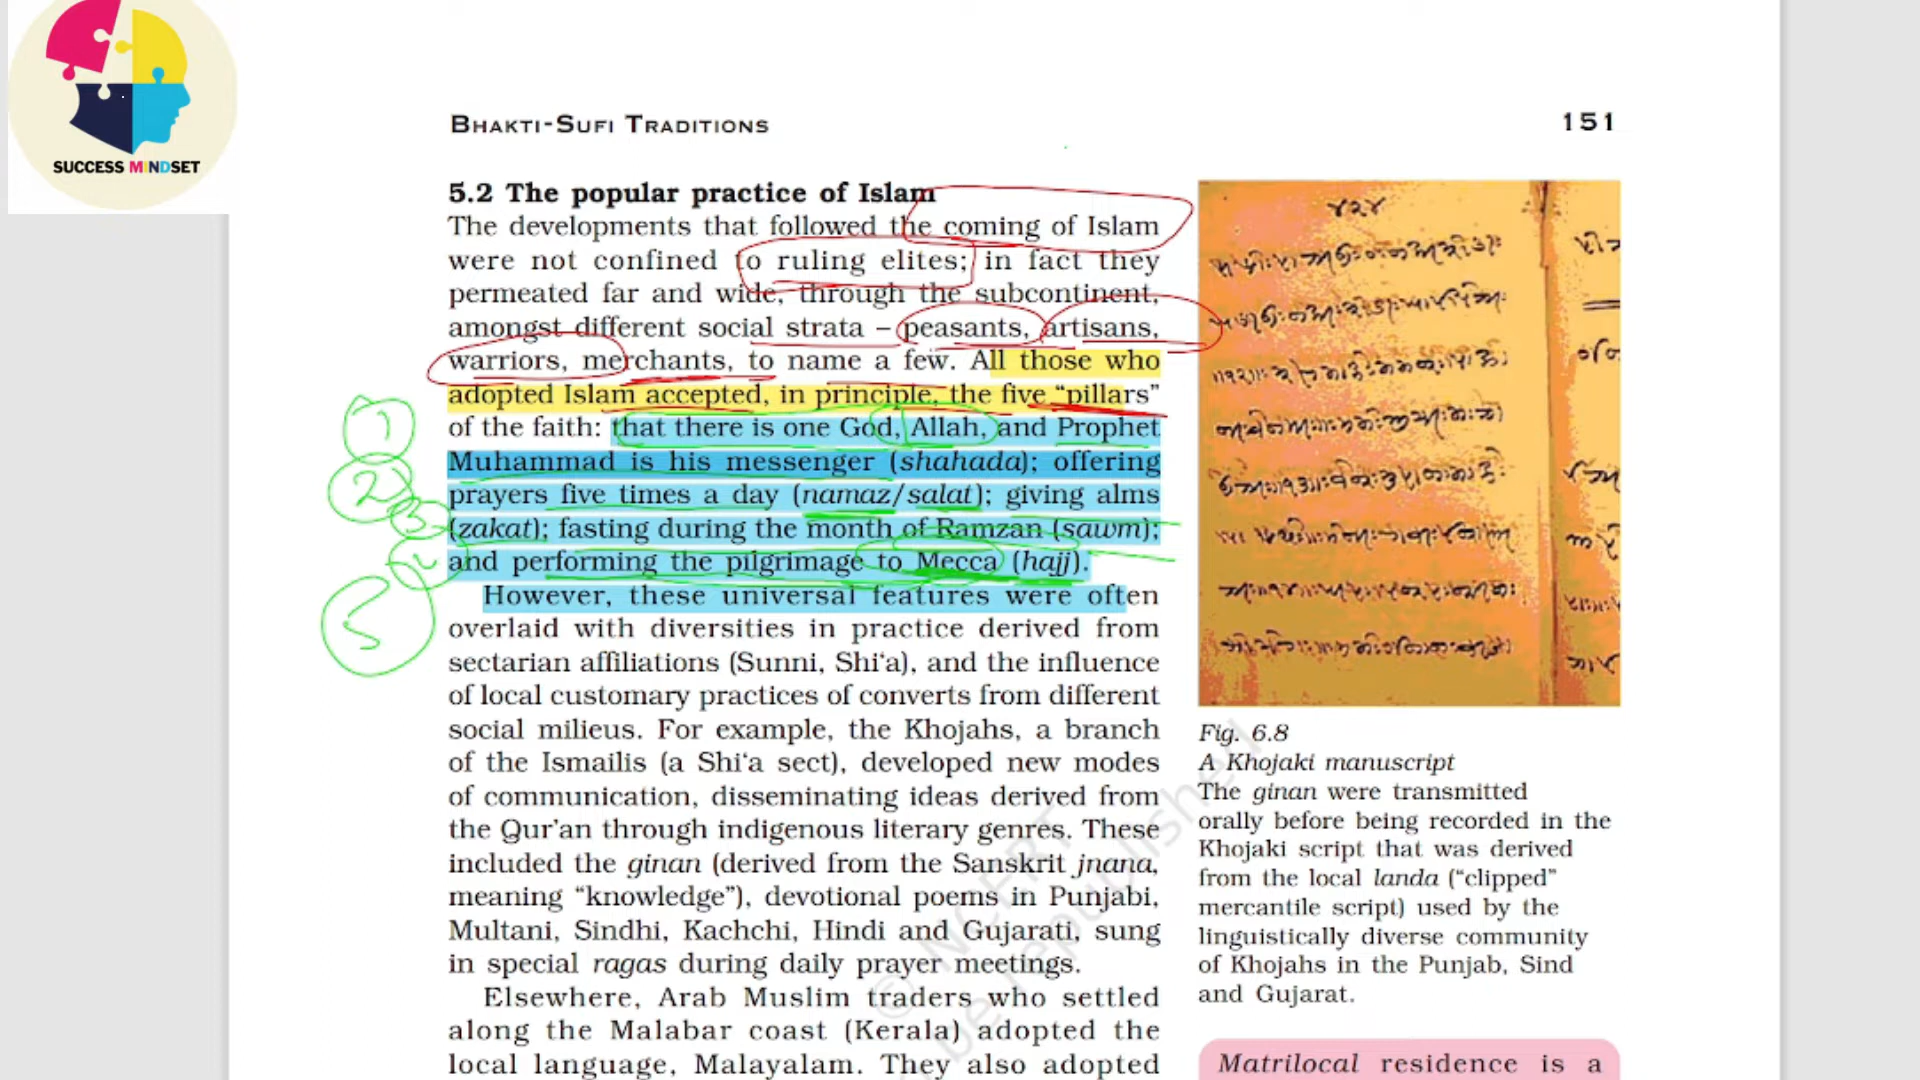 SUCCESS MINDSET
BHAKTI-SUFI TRADITIONS
151
5.2 The popular practice of Islam
The developments that followed the coming of Islam
were not confined to ruling elites; in fact they
permeated far and wide, through the subcontinent,
amongst different social strata – peasants, artisans,
warriors, merchants, to name a few. All those who
adopted Islam accepted, in principle, the five “pillars”
of the faith: that there is one God, Allah, and Prophet
Muhammad is his messenger (shahada); offering
prayers five times a day (namaz/salat); giving alms
(zakat); fasting during the month of Ramzan (sawm);
and performing the pilgrimage to Mecca (hajj).
1
2
3
4
5
However, these universal features were often
overlaid with diversities in practice derived from
sectarian affiliations (Sunni, Shi‘a), and the influence
of local customary practices of converts from different
social milieus. For example, the Khojahs, a branch
of the Ismailis (a Shi‘a sect), developed new modes
of communication, disseminating ideas derived from
the Qur’an through indigenous literary genres. These
included the ginan (derived from the Sanskrit jnana,
meaning “knowledge”), devotional poems in Punjabi,
Multani, Sindhi, Kachchi, Hindi and Gujarati, sung
in special ragas during daily prayer meetings.
Elsewhere, Arab Muslim traders who settled
along the Malabar coast (Kerala) adopted the
local language, Malayalam. They also adopted
Fig. 6.8
A Khojaki manuscript
The ginan were transmitted
orally before being recorded in the
Khojaki script that was derived
from the local landa (“clipped”
mercantile script) used by the
linguistically diverse community
of Khojahs in the Punjab, Sind
and Gujarat.
Matrilocal residence is a
© NCERT
be republished